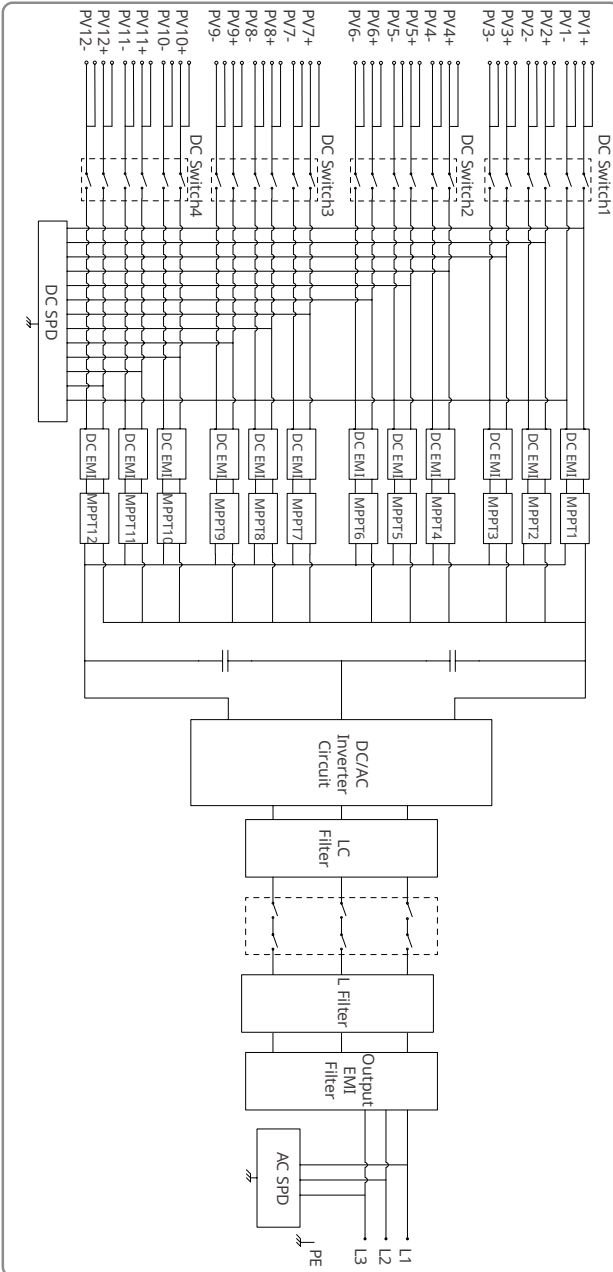 PV1+
PV1-
PV2+
PV2-
PV3+
PV3-
PV4+
PV4-
PV5+
PV5-
PV6+
PV6-
PV7+
PV7-
PV8+
PV8-
PV9+
PV9-
PV10+
PV10-
PV11+
PV11-
PV12+
PV12-
DC Switch1
DC Switch2
DC Switch3
DC Switch4
DC SPD
DC EMI
DC EMI
DC EMI
DC EMI
DC EMI
DC EMI
DC EMI
DC EMI
DC EMI
DC EMI
DC EMI
DC EMI
MPPT1
MPPT2
MPPT3
MPPT4
MPPT5
MPPT6
MPPT7
MPPT8
MPPT9
MPPT10
MPPT11
MPPT12
DC/AC
Inverter
Circuit
LC
Filter
L Filter
Output
EMI
Filter
AC SPD
L1
L2
L3
PE